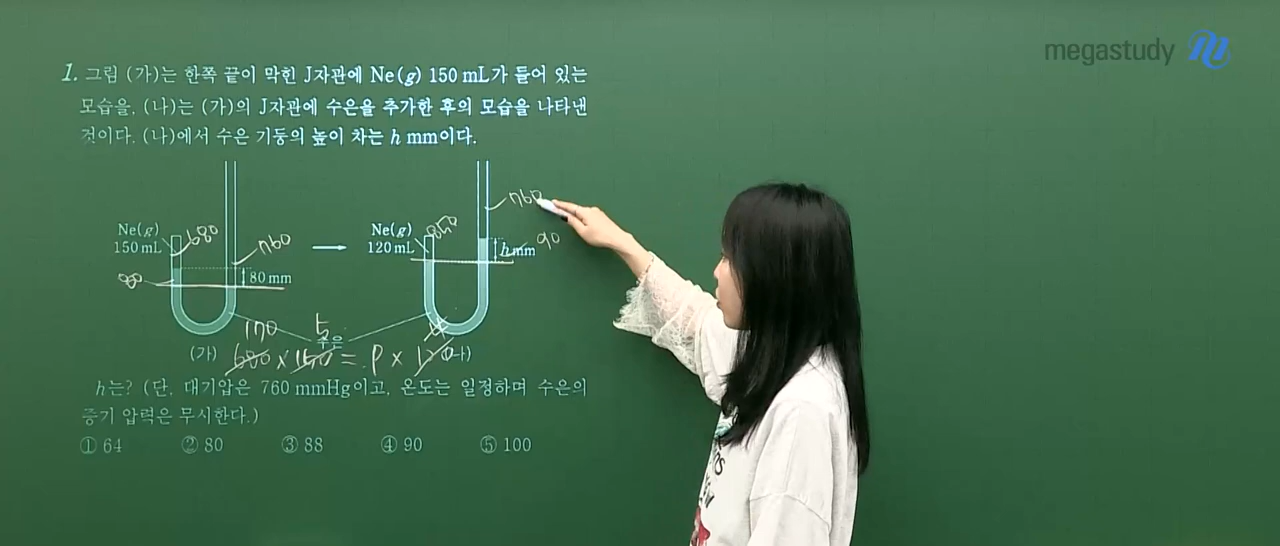 megastudy
1. 그림 (가)는 한쪽 끝이 막힌 J자관에 Ne(g) 150 mL가 들어 있는
모습을, (나)는 (가)의 J자관에 수은을 추가한 후의 모습을 나타낸
것이다. (나)에서 수은 기둥의 높이 차는 h mm이다.
Ne(g)
150 mL
680
760
80
80 mm
Ne(g)
120 mL
850
760
h mm
90
수은
(가)
(나)
170 5
680 × 150 = P × 120
4
h는? (단, 대기압은 760 mmHg이고, 온도는 일정하며 수은의
증기 압력은 무시한다.)
① 64 ② 80 ③ 88 ④ 90 ⑤ 100